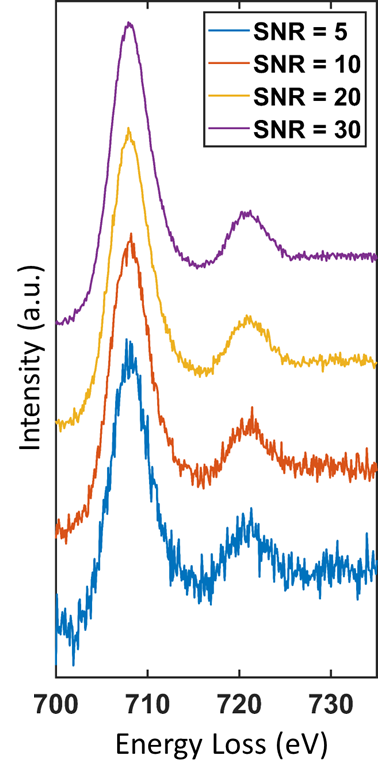 SNR = 5
SNR = 10
SNR = 20
SNR = 30
Intensity (a.u.)
700 710 720 730
Energy Loss (eV)